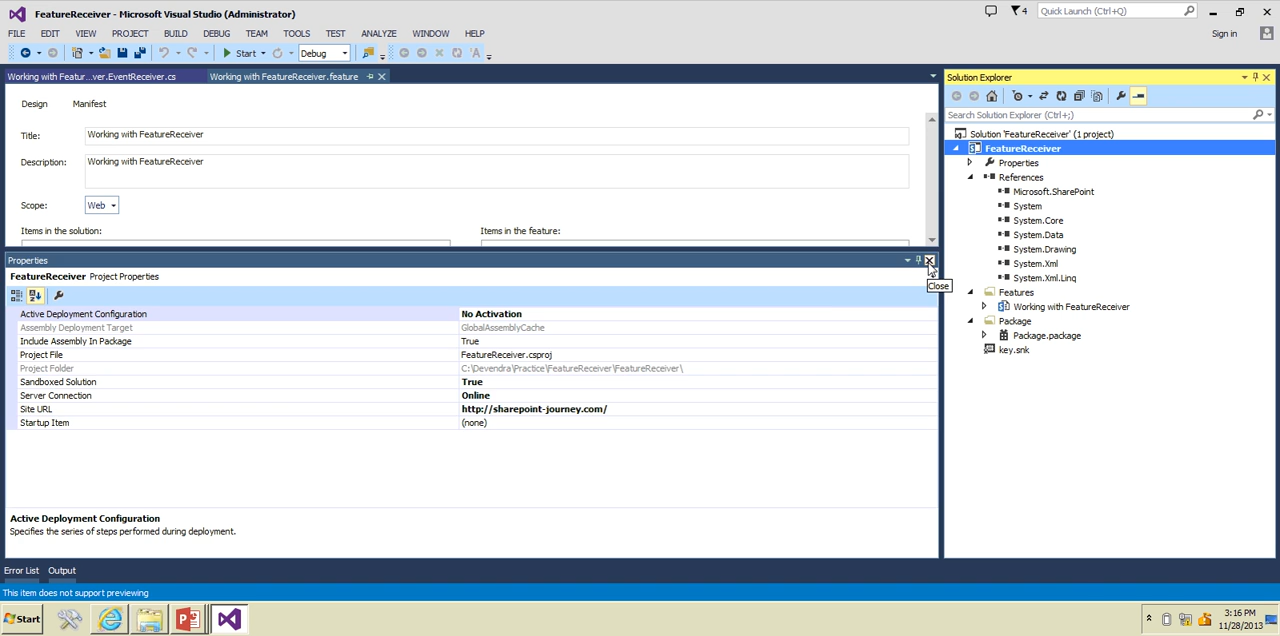 FeatureReceiver - Microsoft Visual Studio (Administrator)
4
Quick Launch (Ctrl+Q)
FILE EDIT VIEW PROJECT BUILD DEBUG TEAM TOOLS TEST ANALYZE WINDOW HELP
Sign in
Start Debug
Working with Featur...ver.EventReceiver.cs
Working with FeatureReceiver.feature
Design Manifest
Title: Working with FeatureReceiver
Description: Working with FeatureReceiver
Scope: Web
Items in the solution: Items in the feature:
Properties
FeatureReceiver Project Properties
Close
Active Deployment Configuration No Activation
Assembly Deployment Target GlobalAssemblyCache
Include Assembly In Package True
Project File FeatureReceiver.csproj
Project Folder C:\Devendra\Practice\FeatureReceiver\FeatureReceiver\
Sandboxed Solution True
Server Connection Online
Site URL http://sharepoint-journey.com/
Startup Item (none)
Active Deployment Configuration
Specifies the series of steps performed during deployment.
Solution Explorer
Search Solution Explorer (Ctrl+;)
Solution 'FeatureReceiver' (1 project)
FeatureReceiver
Properties
References
Microsoft.SharePoint
System
System.Core
System.Data
System.Drawing
System.Xml
System.Xml.Linq
Features
Working with FeatureReceiver
Package
Package.package
key.snk
Error List Output
This item does not support previewing
Start
3:16 PM
11/28/2013